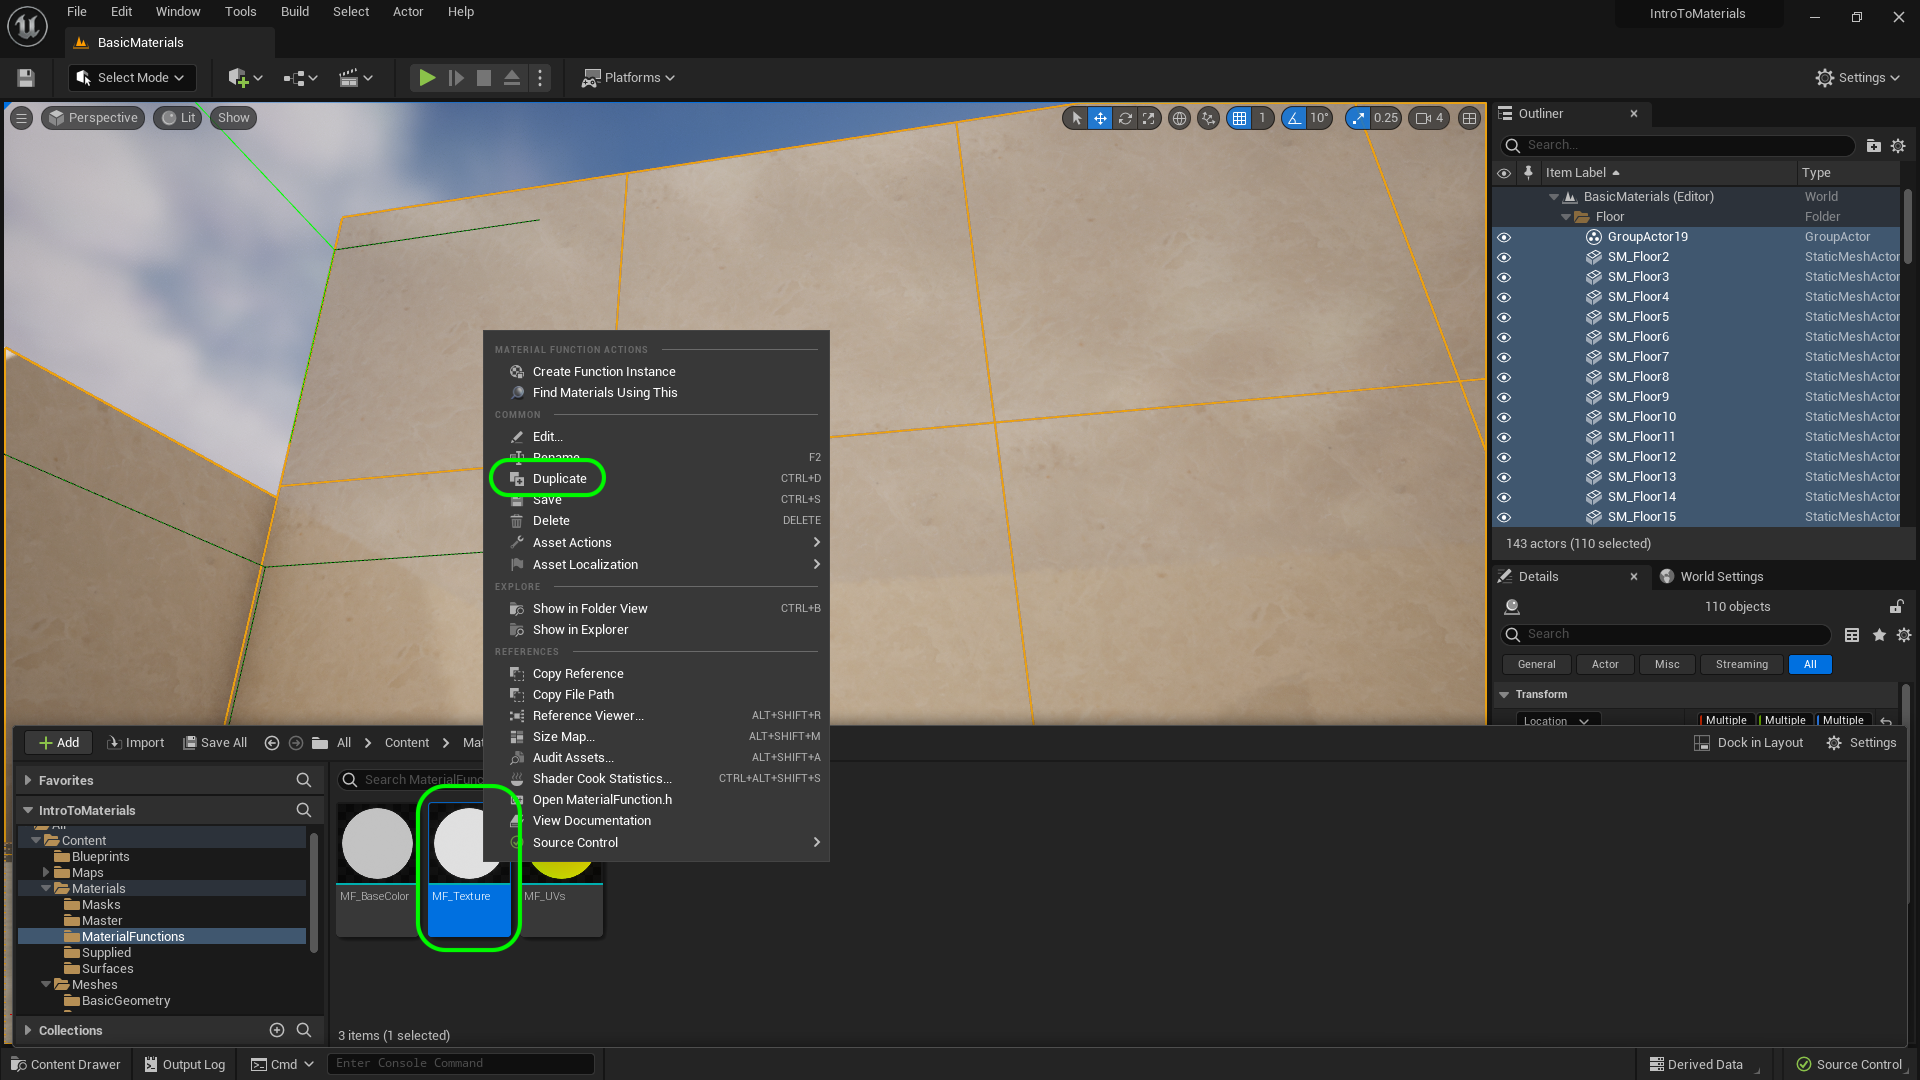 File Edit Window Tools Build Select Actor Help
IntroToMaterials
BasicMaterials
Select Mode
Platforms
Settings
Perspective Lit Show
1 10° 0.25 4
Outliner
Search...
Item Label Type
BasicMaterials (Editor) World
Floor Folder
GroupActor19 GroupActor
SM_Floor2 StaticMeshActor
SM_Floor3 StaticMeshActor
SM_Floor4 StaticMeshActor
SM_Floor5 StaticMeshActor
SM_Floor6 StaticMeshActor
SM_Floor7 StaticMeshActor
SM_Floor8 StaticMeshActor
SM_Floor9 StaticMeshActor
SM_Floor10 StaticMeshActor
SM_Floor11 StaticMeshActor
SM_Floor12 StaticMeshActor
SM_Floor13 StaticMeshActor
SM_Floor14 StaticMeshActor
SM_Floor15 StaticMeshActor
143 actors (110 selected)
Details World Settings
110 objects
Search
General Actor Misc Streaming All
Transform
Location Multiple Multiple Multiple
MATERIAL FUNCTION ACTIONS
Create Function Instance
Find Materials Using This
COMMON
Edit...
Rename F2
Duplicate CTRL+D
Save CTRL+S
Delete DELETE
Asset Actions
Asset Localization
EXPLORE
Show in Folder View CTRL+B
Show in Explorer
REFERENCES
Copy Reference
Copy File Path
Reference Viewer... ALT+SHIFT+R
Size Map... ALT+SHIFT+M
Audit Assets... ALT+SHIFT+A
Shader Cook Statistics... CTRL+ALT+SHIFT+S
Open MaterialFunction.h
View Documentation
Source Control
Add Import Save All All Content Mat
Dock in Layout Settings
Favorites
IntroToMaterials
All
Content
Blueprints
Maps
Materials
Masks
Master
MaterialFunctions
Supplied
Surfaces
Meshes
BasicGeometry
Collections
Search MaterialFunc
MF_BaseColor MF_Texture MF_UVs
3 items (1 selected)
Content Drawer Output Log Cmd Enter Console Command
Derived Data Source Control